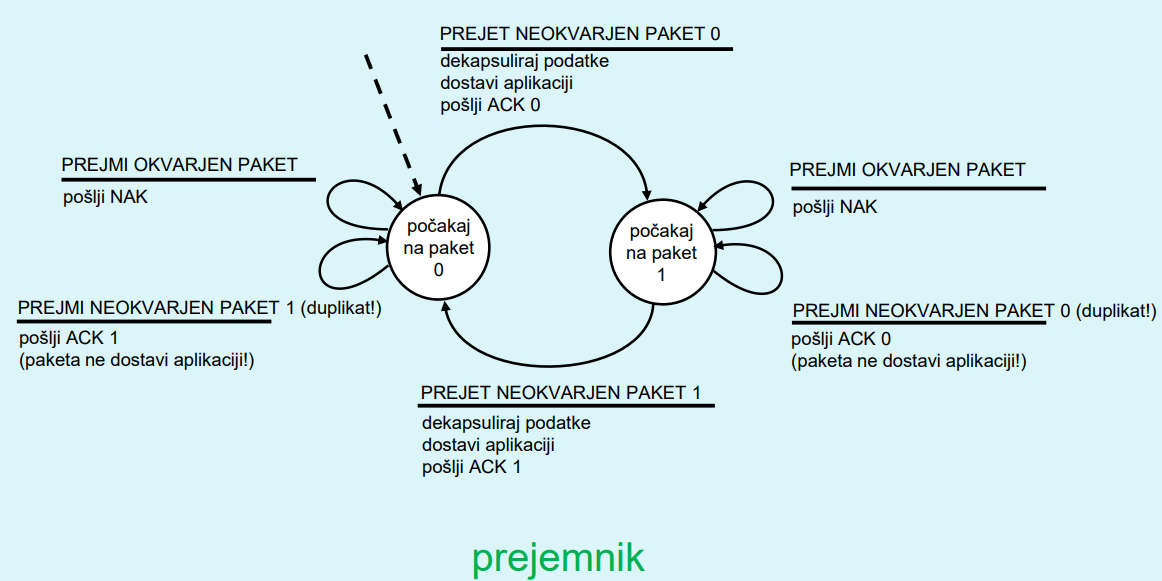 PREJET NEOKVARJEN PAKET 0
dekapsuliraj podatke
dostavi aplikaciji
pošlji ACK 0
PREJMI OKVARJEN PAKET
pošlji NAK
PREJMI OKVARJEN PAKET
pošlji NAK
počakaj
na paket
0
počakaj
na paket
1
PREJMI NEOKVARJEN PAKET 1 (duplikat!)
pošlji ACK 1
(paketa ne dostavi aplikaciji!)
PREJMI NEOKVARJEN PAKET 0 (duplikat!)
pošlji ACK 0
(paketa ne dostavi aplikaciji!)
PREJET NEOKVARJEN PAKET 1
dekapsuliraj podatke
dostavi aplikaciji
pošlji ACK 1
prejemnik